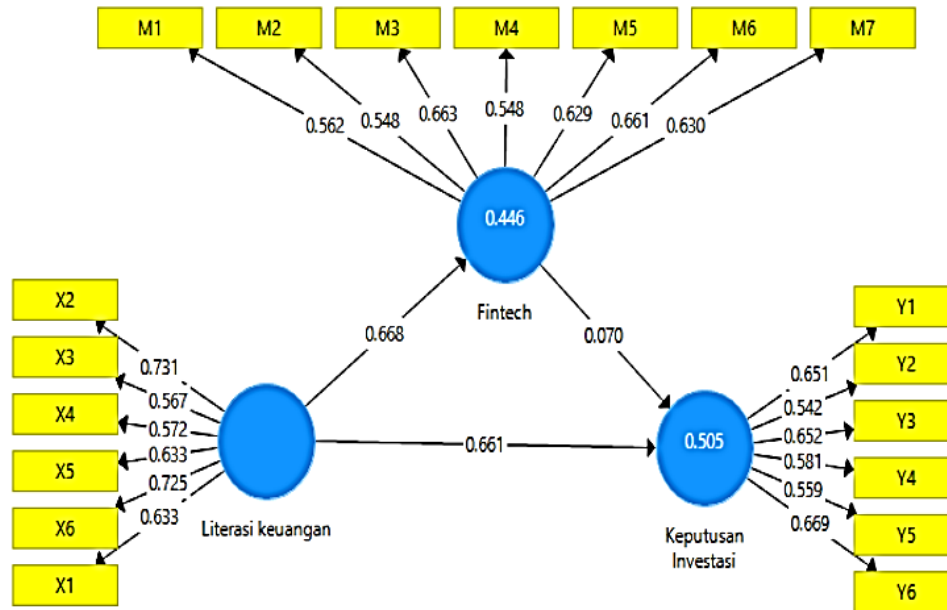 M1
M2
M3
M4
M5
M6
M7
0.562
0.548
0.663
0.548
0.629
0.661
0.630
0.446
Fintech
X2
X3
X4
X5
X6
X1
0.731
0.567
0.572
0.633
0.725
0.633
Literasi keuangan
0.668
0.070
0.661
0.505
Keputusan
Investasi
0.651
0.542
0.652
0.581
0.559
0.669
Y1
Y2
Y3
Y4
Y5
Y6